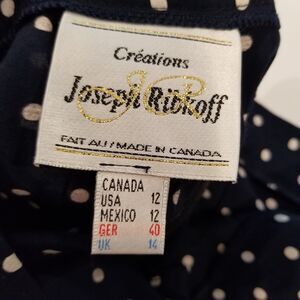 Créations
Joseph Ribkoff
FAIT AU / MADE IN CANADA
CANADA
USA 12
MEXICO 12
GER 40
UK 14